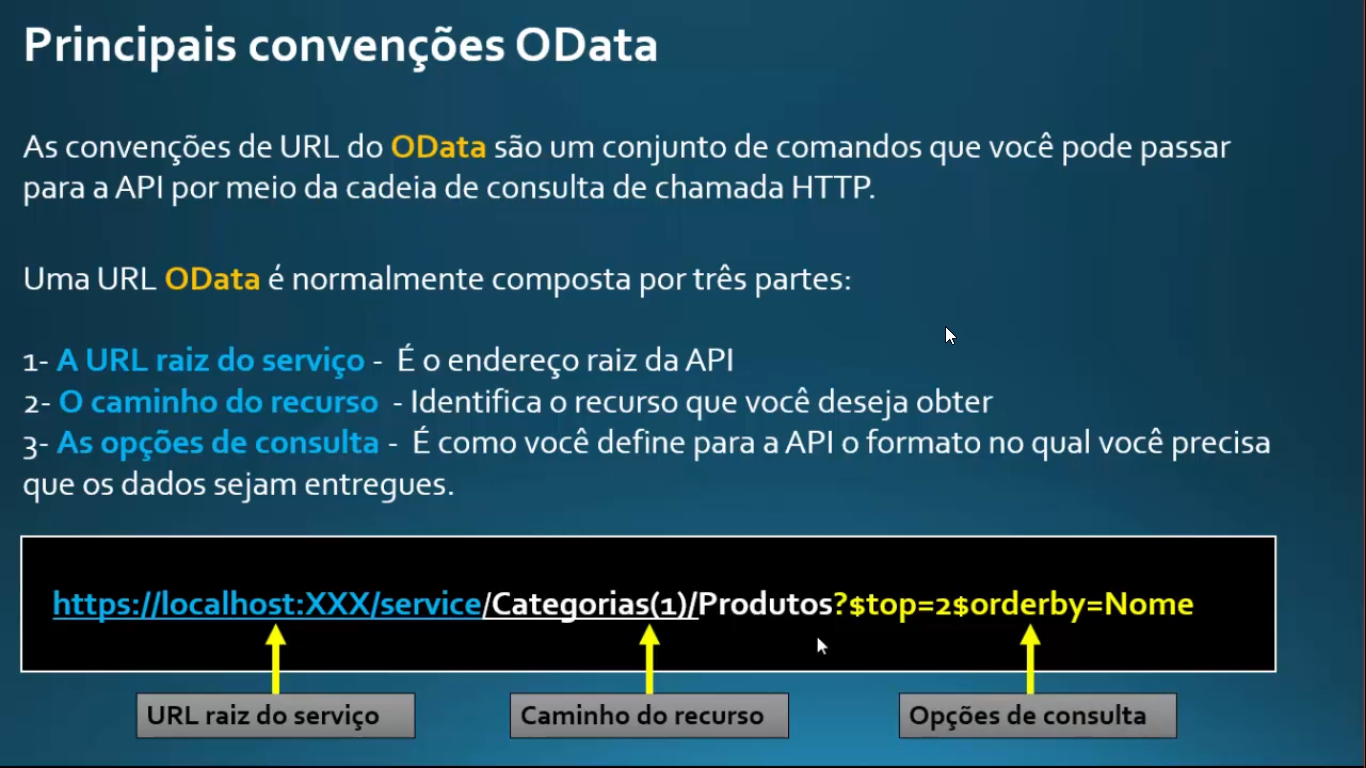 Principais convenções OData
As convenções de URL do OData são um conjunto de comandos que você pode passar
para a API por meio da cadeia de consulta de chamada HTTP.
Uma URL OData é normalmente composta por três partes:
1- A URL raiz do serviço - É o endereço raiz da API
2- O caminho do recurso - Identifica o recurso que você deseja obter
3- As opções de consulta - É como você define para a API o formato no qual você precisa
que os dados sejam entregues.
https://localhost:XXX/service/Categorias(1)/Produtos?$top=2$orderby=Nome
URL raiz do serviço
Caminho do recurso
Opções de consulta